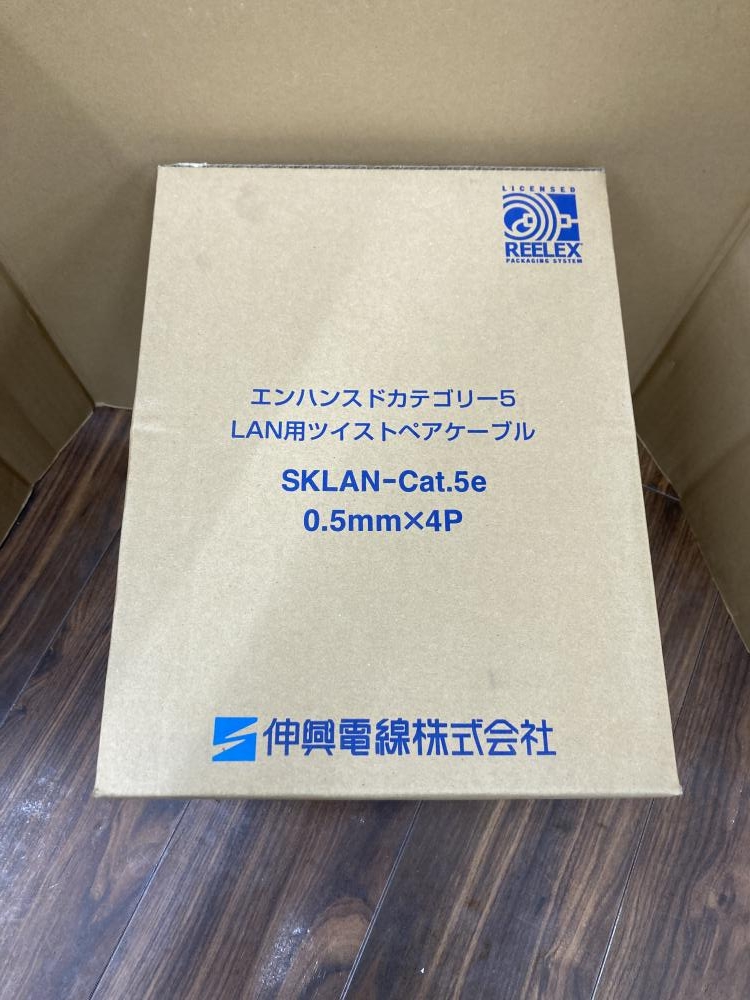 LICENSED
REELEX
PACKAGING SYSTEM
エンハンスドカテゴリー5
LAN用ツイストペアケーブル
SKLAN-Cat.5e
0.5mm×4P
伸興電線株式会社